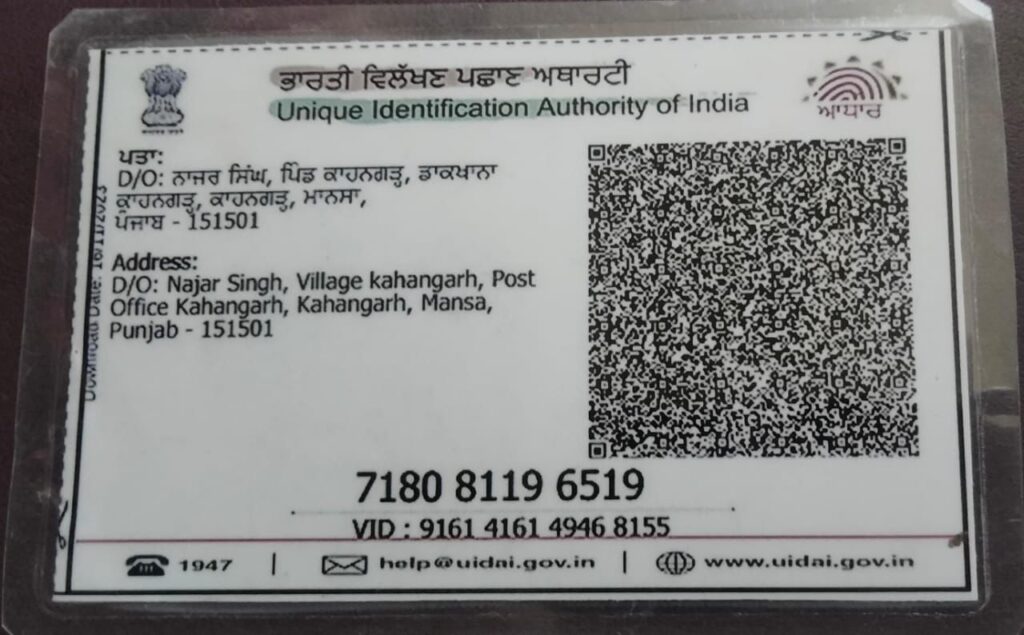 ਭਾਰਤੀ ਵਿਲੱਖਣ ਪਛਾਣ ਅਥਾਰਟੀ
Unique Identification Authority of India
ਆਧਾਰ
ਪਤਾ:
D/O: ਨਾਜਰ ਸਿੰਘ, ਪਿੰਡ ਕਾਹਨਗੜ੍ਹ, ਡਾਕਖਾਨਾ
ਕਾਹਨਗੜ੍ਹ, ਕਾਹਨਗੜ੍ਹ, ਮਾਨਸਾ,
ਪੰਜਾਬ - 151501
Address:
D/O: Najar Singh, Village kahangarh, Post
Office Kahangarh, Kahangarh, Mansa,
Punjab - 151501
Download Date: 16/11/2023
7180 8119 6519
VID : 9161 4161 4946 8155
1947 | help@uidai.gov.in | www.uidai.gov.in